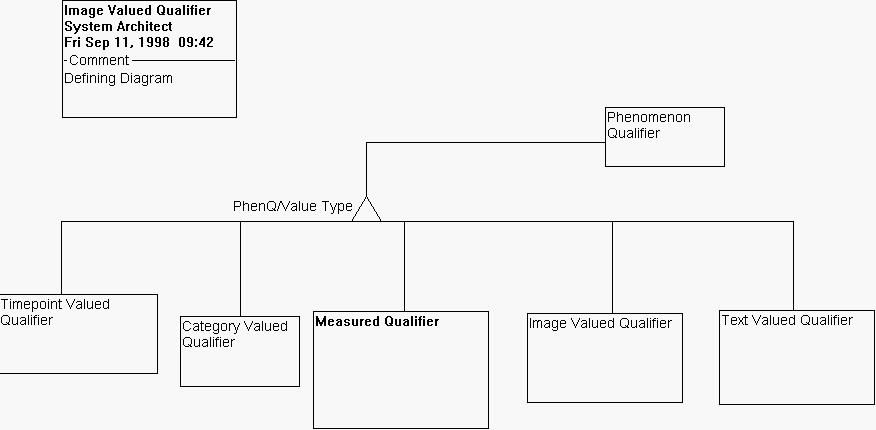 Image Valued Qualifier
System Architect
Fri Sep 11, 1998  09:42
Comment
Defining Diagram
Phenomenon
Qualifier
PhenQ/Value Type
Timepoint Valued
Qualifier
Category Valued
Qualifier
Measured Qualifier
Image Valued Qualifier
Text Valued Qualifier